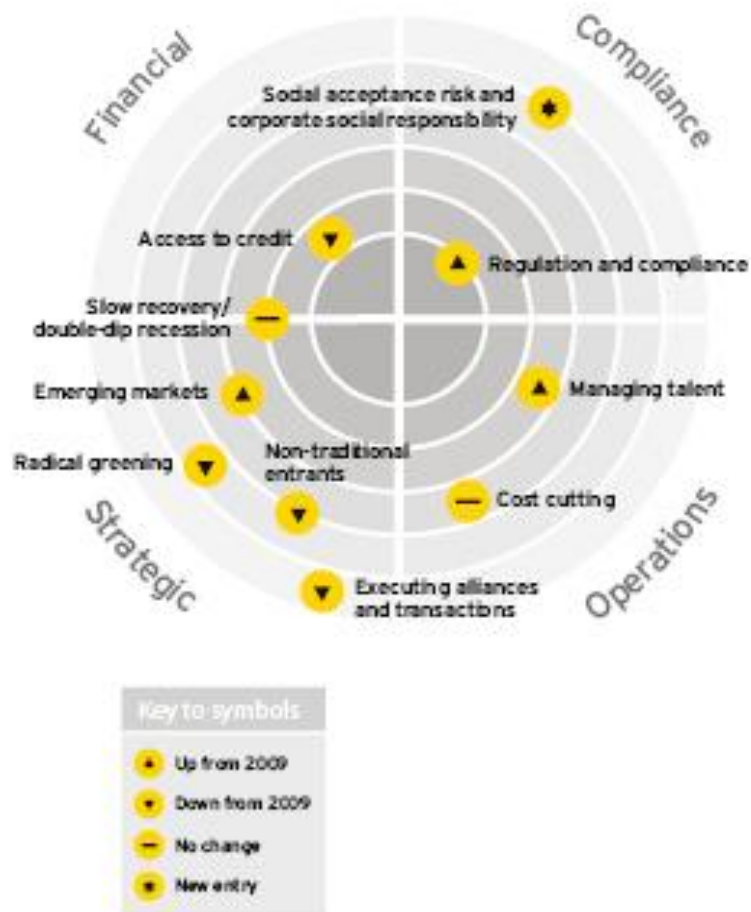 Financial
Compliance
Social acceptance risk and
corporate social responsibility
Access to credit
Regulation and compliance
Slow recovery/
double-dip recession
Emerging markets
Managing talent
Radical greening
Non-traditional
entrants
Cost cutting
Strategic
Operations
Executing alliances
and transactions
Key to symbols
Up from 2009
Down from 2009
No change
New entry